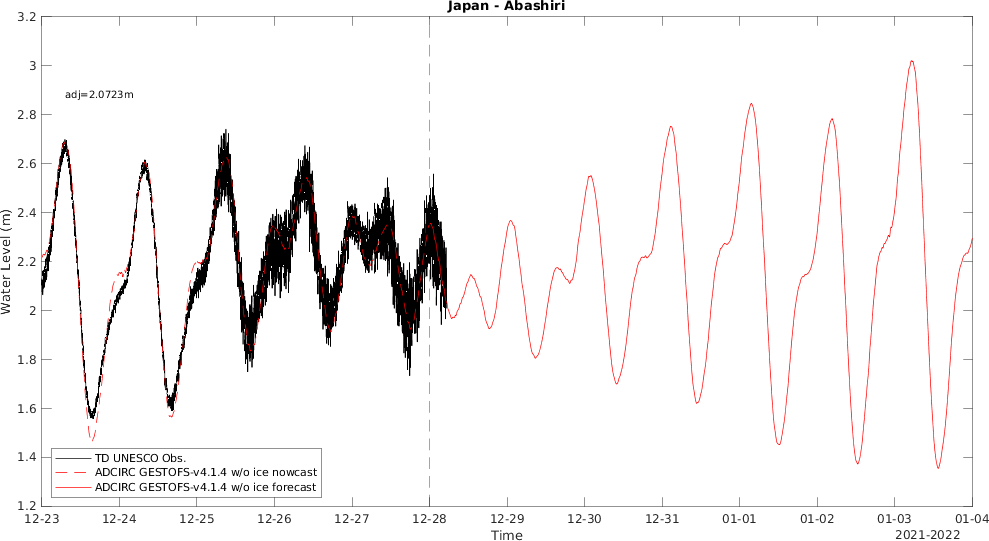 Japan - Abashiri
3.2
3
2.8
2.6
2.4
2.2
2
1.8
1.6
1.4
1.2
Water Level (m)
adj=2.0723m
TD UNESCO Obs.
ADCIRC GESTOFS-v4.1.4 w/o ice nowcast
ADCIRC GESTOFS-v4.1.4 w/o ice forecast
12-23 12-24 12-25 12-26 12-27 12-28 12-29 12-30 12-31 01-01 01-02 01-03 01-04
Time
2021-2022